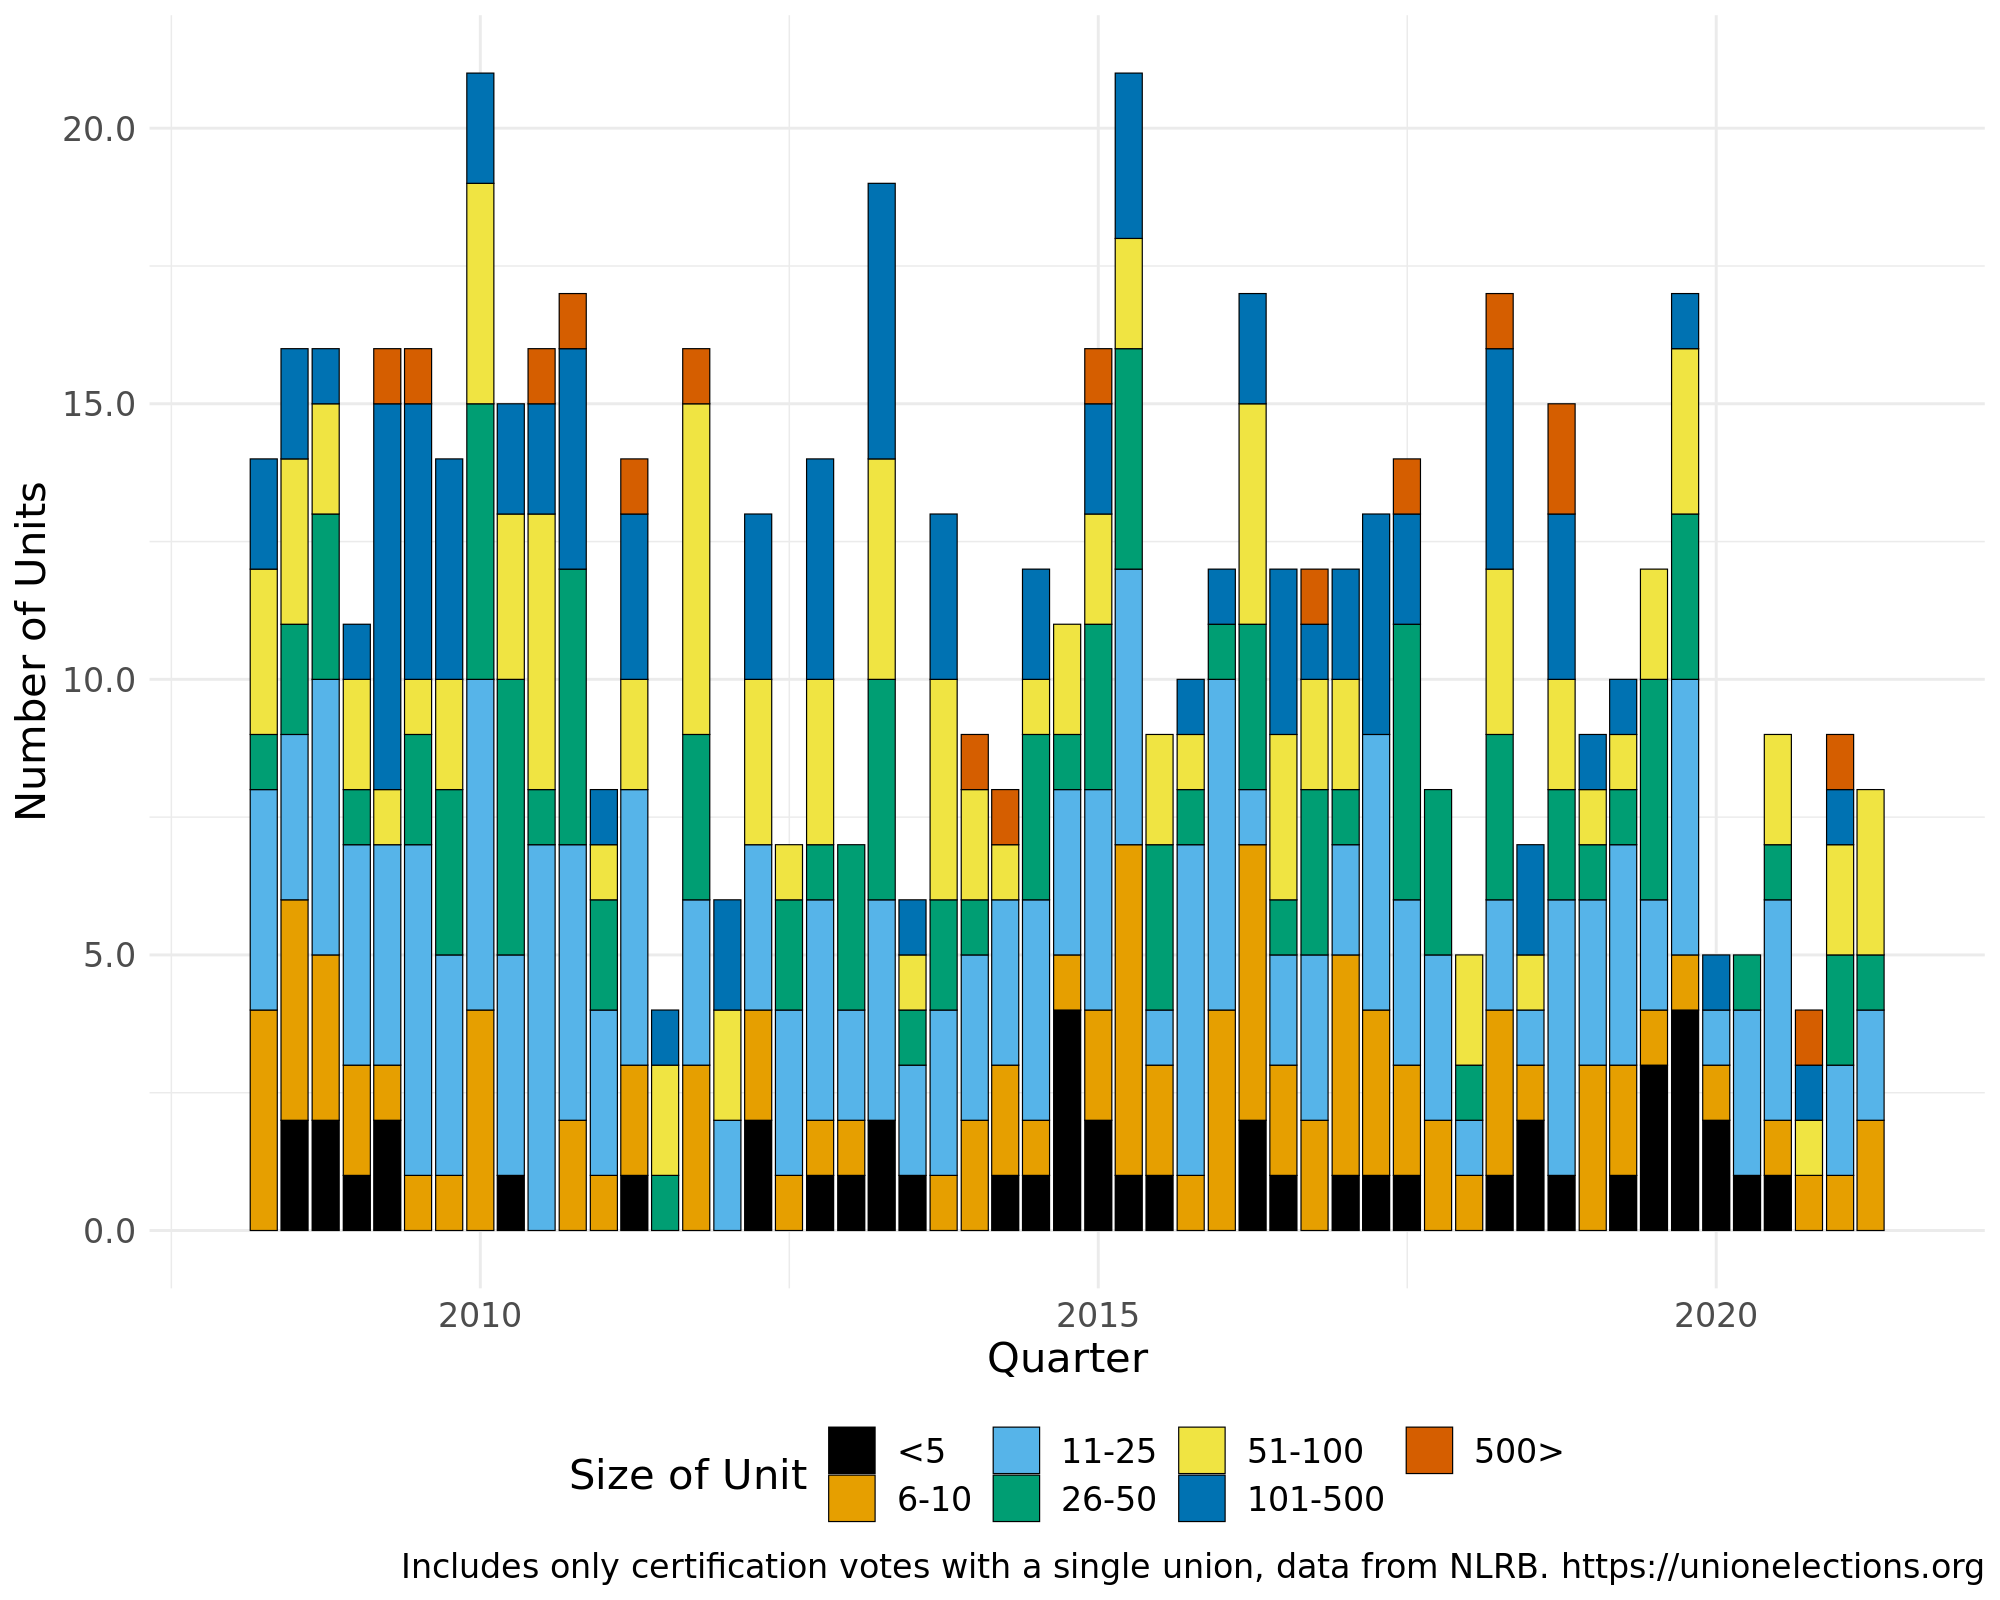 20.0
15.0
10.0
5.0
0.0
Number of Units
2010 2015 2020
Quarter
Size of Unit
<5 11-25 51-100 500>
6-10 26-50 101-500
Includes only certification votes with a single union, data from NLRB. https://unionelections.org